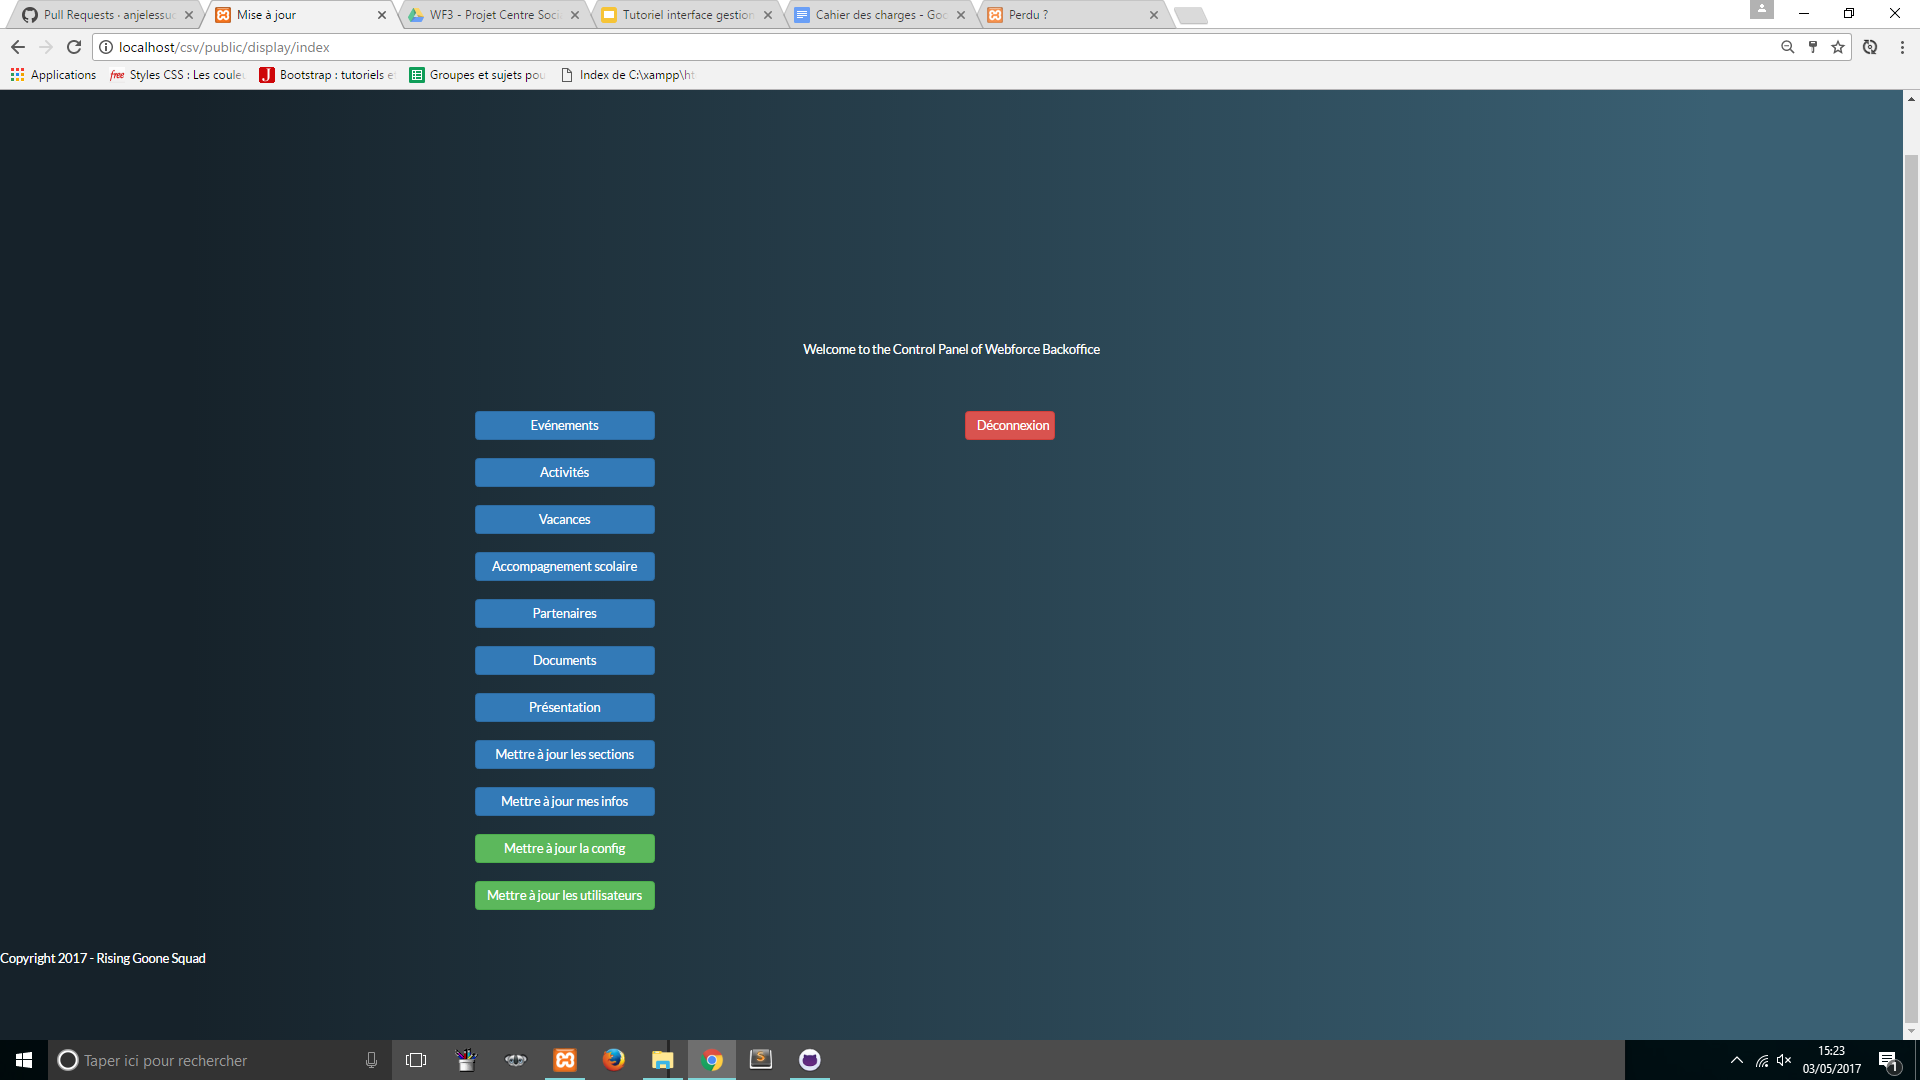 Pull Requests · anjelessuc
Mise à jour
WF3 - Projet Centre Soci
Tutoriel interface gestion
Cahier des charges - Goo
Perdu ?
localhost/csv/public/display/index
Applications
free Styles CSS : Les couleu
J Bootstrap : tutoriels e
Groupes et sujets pou
Index de C:\xampp\ht
Welcome to the Control Panel of Webforce Backoffice
Evénements
Déconnexion
Activités
Vacances
Accompagnement scolaire
Partenaires
Documents
Présentation
Mettre à jour les sections
Mettre à jour mes infos
Mettre à jour la config
Mettre à jour les utilisateurs
Copyright 2017 - Rising Goone Squad
Taper ici pour rechercher
S
15:23
03/05/2017
1